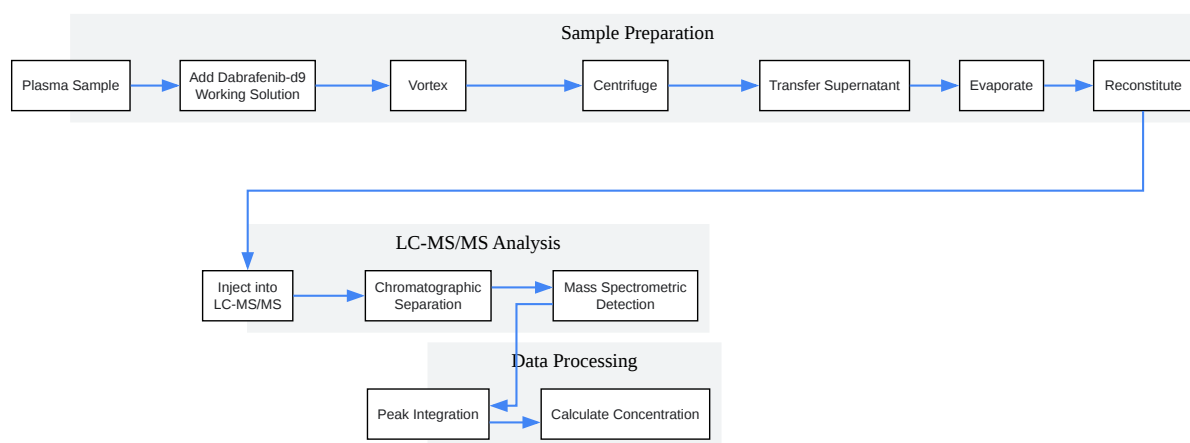 Sample Preparation
Plasma Sample
Add Dabrafenib-d9
Working Solution
Vortex
Centrifuge
Transfer Supernatant
Evaporate
Reconstitute
LC-MS/MS Analysis
Inject into
LC-MS/MS
Chromatographic
Separation
Mass Spectrometric
Detection
Data Processing
Peak Integration
Calculate Concentration